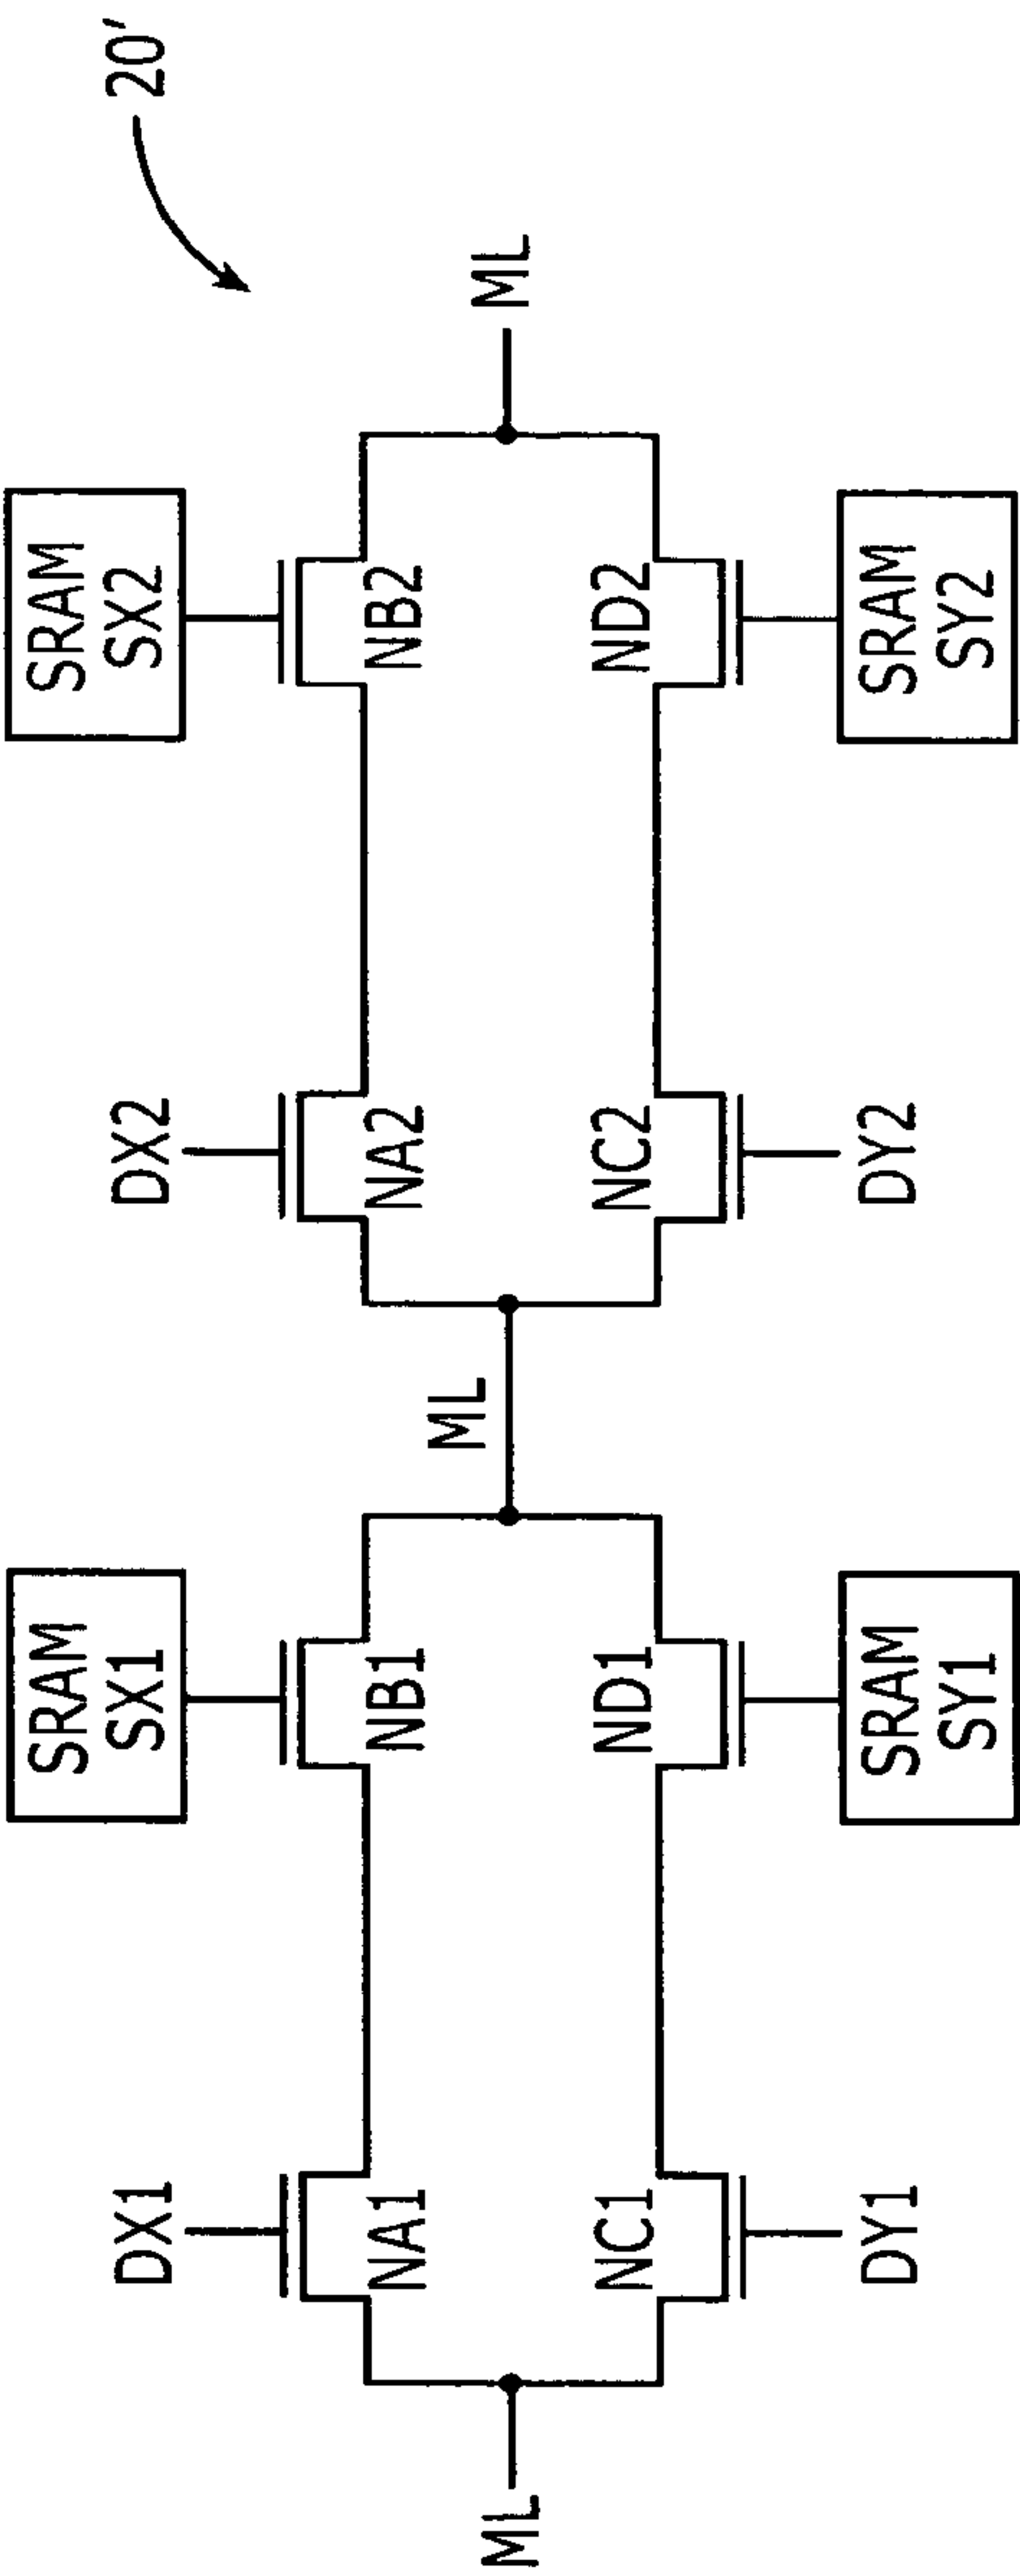 20′
SRAM
SX1
SRAM
SX2
DX1
DX2
NA1
NB1
NA2
NB2
ML
ML
ML
NC1
ND1
NC2
ND2
DY1
DY2
SRAM
SY1
SRAM
SY2